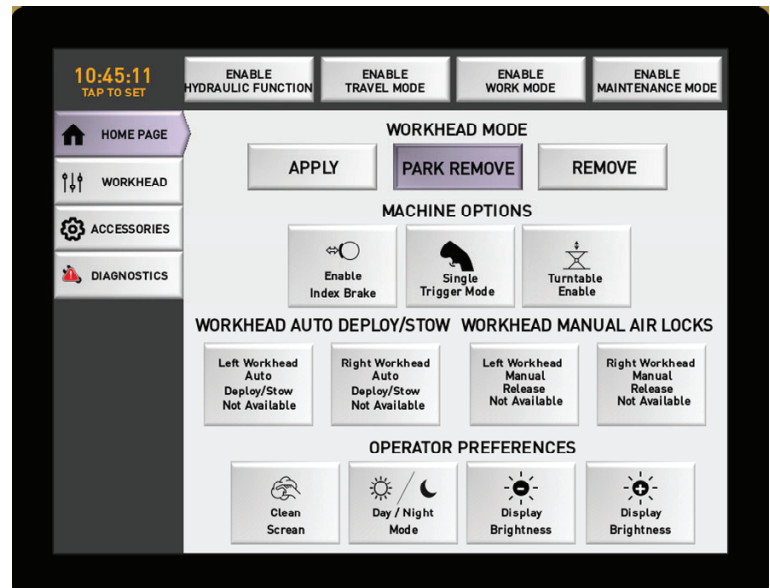 10:45:11
TAP TO SET
ENABLE
HYDRAULIC FUNCTION
ENABLE
TRAVEL MODE
ENABLE
WORK MODE
ENABLE
MAINTENANCE MODE
HOME PAGE
WORKHEAD
ACCESSORIES
DIAGNOSTICS
WORKHEAD MODE
APPLY
PARK REMOVE
REMOVE
MACHINE OPTIONS
Enable
Index Brake
Single
Trigger Mode
Turntable
Enable
WORKHEAD AUTO DEPLOY/STOW
WORKHEAD MANUAL AIR LOCKS
Left Workhead
Auto
Deploy/Stow
Not Available
Right Workhead
Auto
Deploy/Stow
Not Available
Left Workhead
Manual
Release
Not Available
Right Workhead
Manual
Release
Not Available
OPERATOR PREFERENCES
Clean
Screan
Day / Night
Mode
Display
Brightness
Display
Brightness